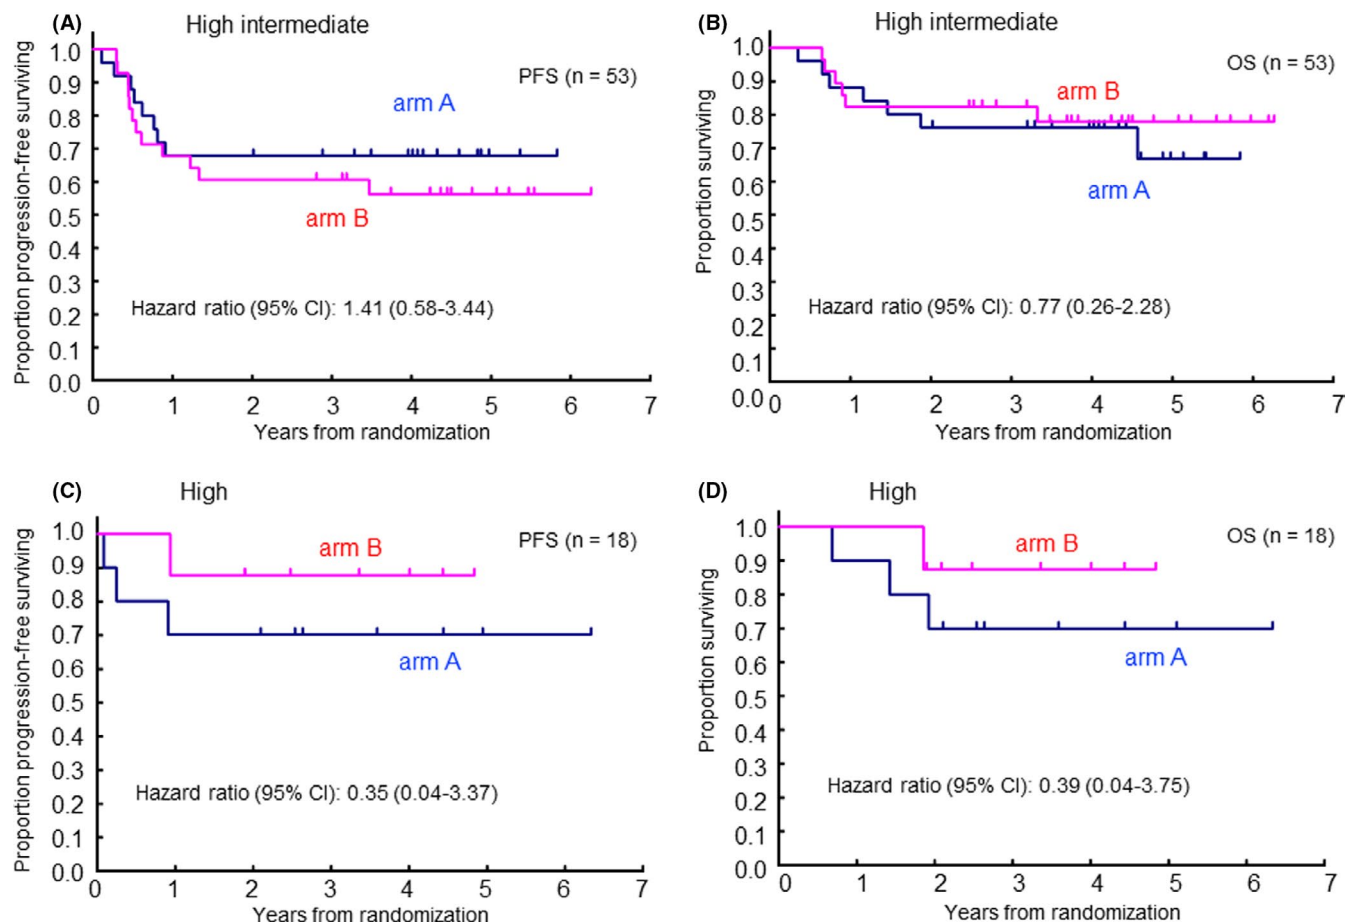 (A) High intermediate
PFS (n = 53)
arm A
arm B
Hazard ratio (95% CI): 1.41 (0.58-3.44)
Proportion progression-free surviving
1.0
0.9
0.8
0.7
0.6
0.5
0.4
0.3
0.2
0.1
0.0
0 1 2 3 4 5 6 7
Years from randomization
(B) High intermediate
OS (n = 53)
arm B
arm A
Hazard ratio (95% CI): 0.77 (0.26-2.28)
Proportion surviving
1.0
0.9
0.8
0.7
0.6
0.5
0.4
0.3
0.2
0.1
0.0
0 1 2 3 4 5 6 7
Years from randomization
(C) High
PFS (n = 18)
arm B
arm A
Hazard ratio (95% CI): 0.35 (0.04-3.37)
Proportion progression-free surviving
1.0
0.9
0.8
0.7
0.6
0.5
0.4
0.3
0.2
0.1
0.0
0 1 2 3 4 5 6 7
Years from randomization
(D) High
OS (n = 18)
arm B
arm A
Hazard ratio (95% CI): 0.39 (0.04-3.75)
Proportion surviving
1.0
0.9
0.8
0.7
0.6
0.5
0.4
0.3
0.2
0.1
0.0
0 1 2 3 4 5 6 7
Years from randomization